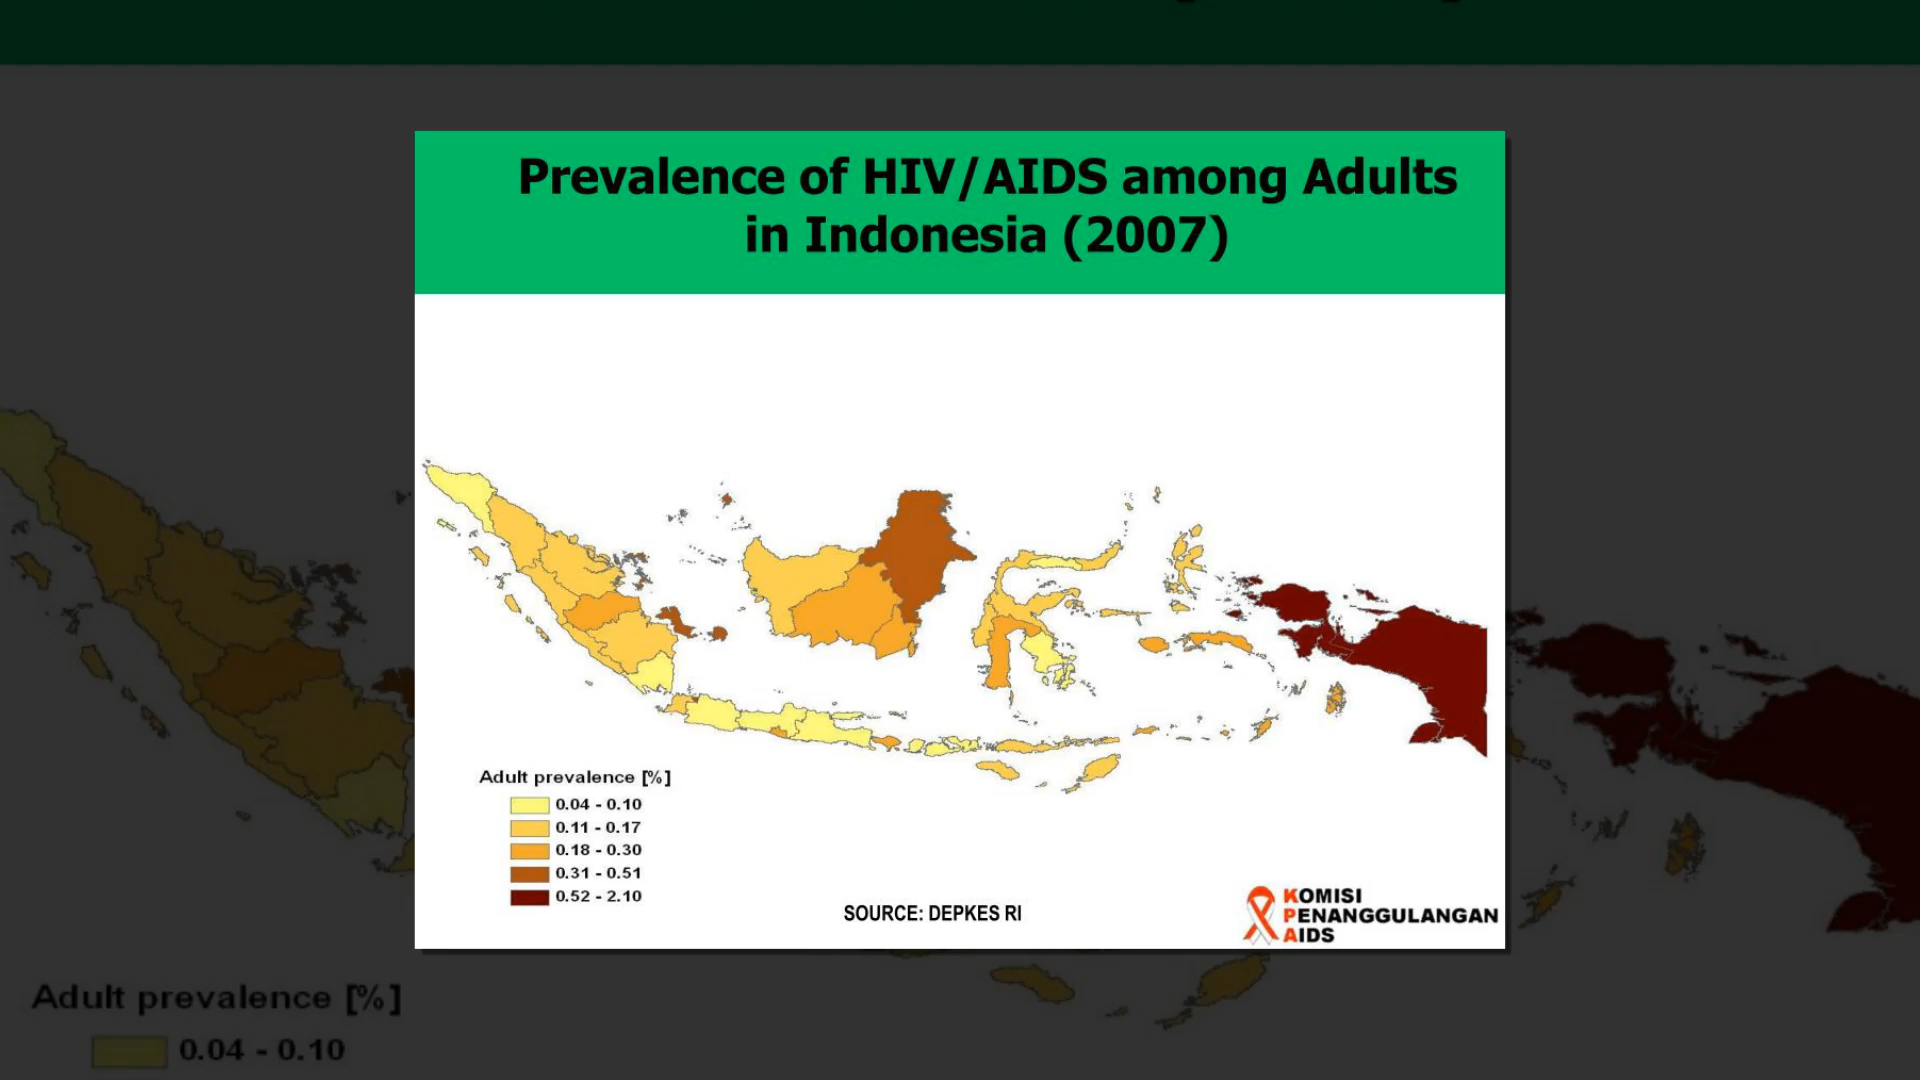 Prevalence of HIV/AIDS among Adults
in Indonesia (2007)
Adult prevalence [%]
0.04 - 0.10
0.11 - 0.17
0.18 - 0.30
0.31 - 0.51
0.52 - 2.10
SOURCE: DEPKES RI
KOMISI
PENANGGULANGAN
AIDS
Adult prevalence [%]
0.04 - 0.10